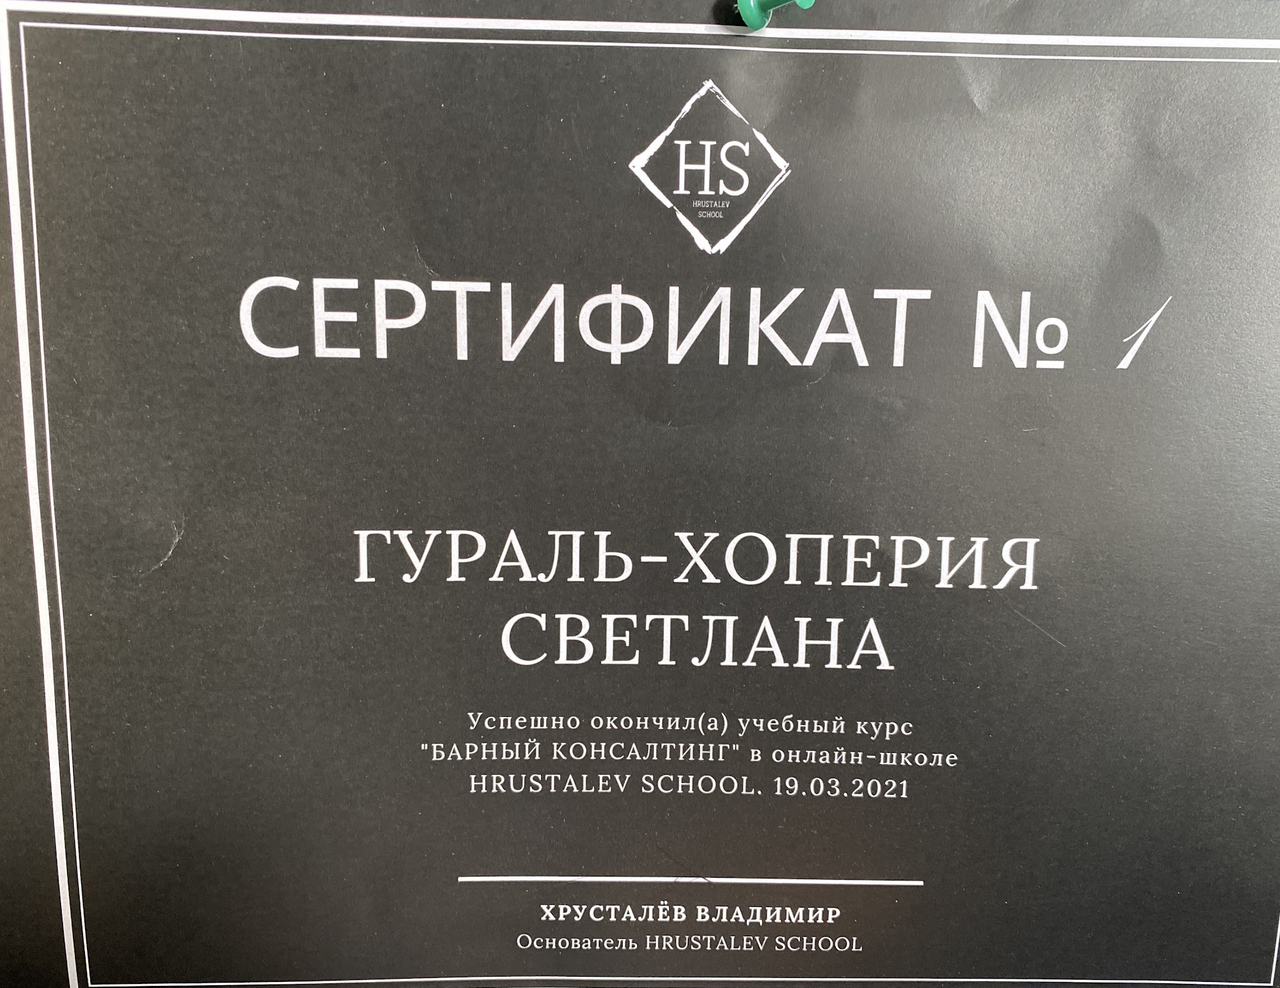 HS
HRUSTALEV
SCHOOL
СЕРТИФИКАТ № 1
ГУРАЛЬ-ХОПЕРИЯ
СВЕТЛАНА
Успешно окончил(а) учебный курс
"БАРНЫЙ КОНСАЛТИНГ" в онлайн-школе
HRUSTALEV SCHOOL. 19.03.2021
ХРУСТАЛЁВ ВЛАДИМИР
Основатель HRUSTALEV SCHOOL